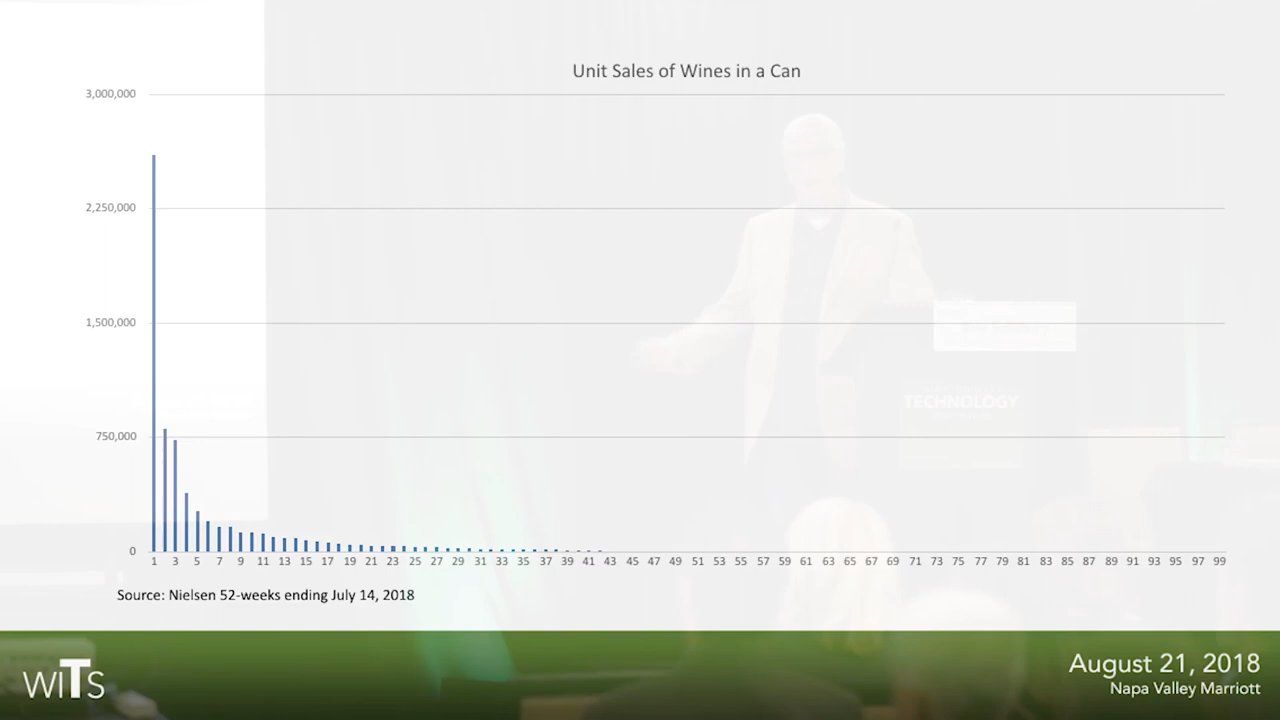 Unit Sales of Wines in a Can
3,000,000
2,250,000
1,500,000
750,000
0
1 3 5 7 9 11 13 15 17 19 21 23 25 27 29 31 33 35 37 39 41 43 45 47 49 51 53 55 57 59 61 63 65 67 69 71 73 75 77 79 81 83 85 87 89 91 93 95 97 99
Source: Nielsen 52-weeks ending July 14, 2018
TECHNOLOGY
WITS
August 21, 2018
Napa Valley Marriott